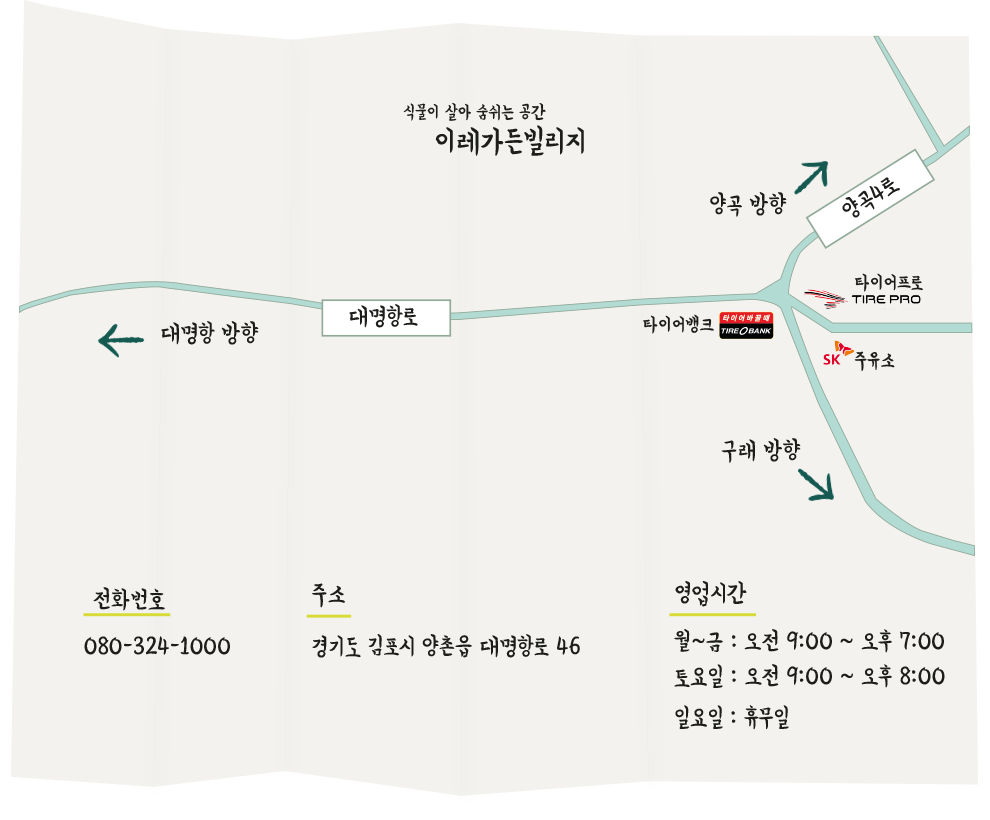 식물이 살아 숨쉬는 공간
이레가든빌리지
양곡 방향
양곡4로
타이어프로
TIRE PRO
대명항로
대명항 방향
타이어뱅크
타이어바꿀때
TIRE BANK
SK 주유소
구래 방향
전화번호
080-324-1000
주소
경기도 김포시 양촌읍 대명항로 46
영업시간
월~금 : 오전 9:00 ~ 오후 7:00
토요일 : 오전 9:00 ~ 오후 8:00
일요일 : 휴무일